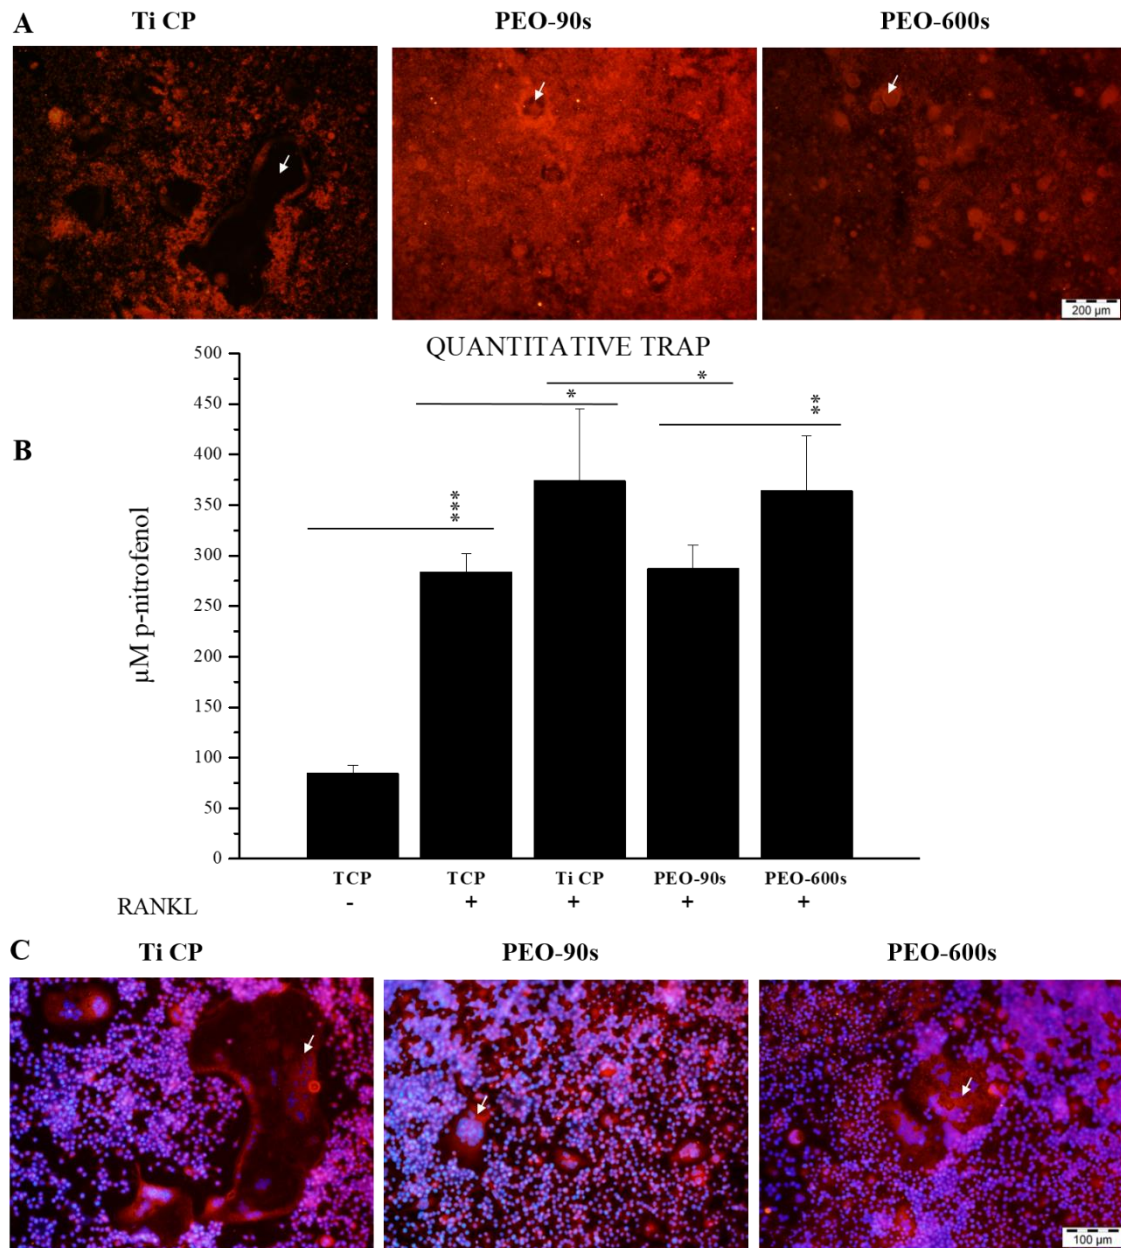 A
Ti CP
PEO-90s
PEO-600s
200 µm
B
QUANTITATIVE TRAP
µM p-nitrofenol
500
450
400
350
300
250
200
150
100
50
0
***
*
*
**
TCP
TCP
Ti CP
PEO-90s
PEO-600s
RANKL
-
+
+
+
+
C
Ti CP
PEO-90s
PEO-600s
100 µm